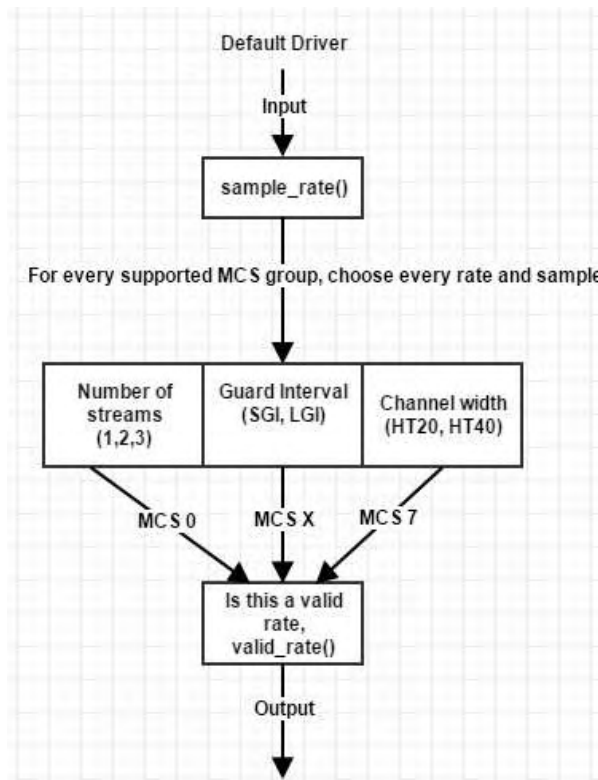 Default Driver
Input
sample_rate()
For every supported MCS group, choose every rate and sample
Number of
streams
(1,2,3)
Guard Interval
(SGI, LGI)
Channel width
(HT20, HT40)
MCS 0
MCS X
MCS 7
Is this a valid
rate,
valid_rate()
Output